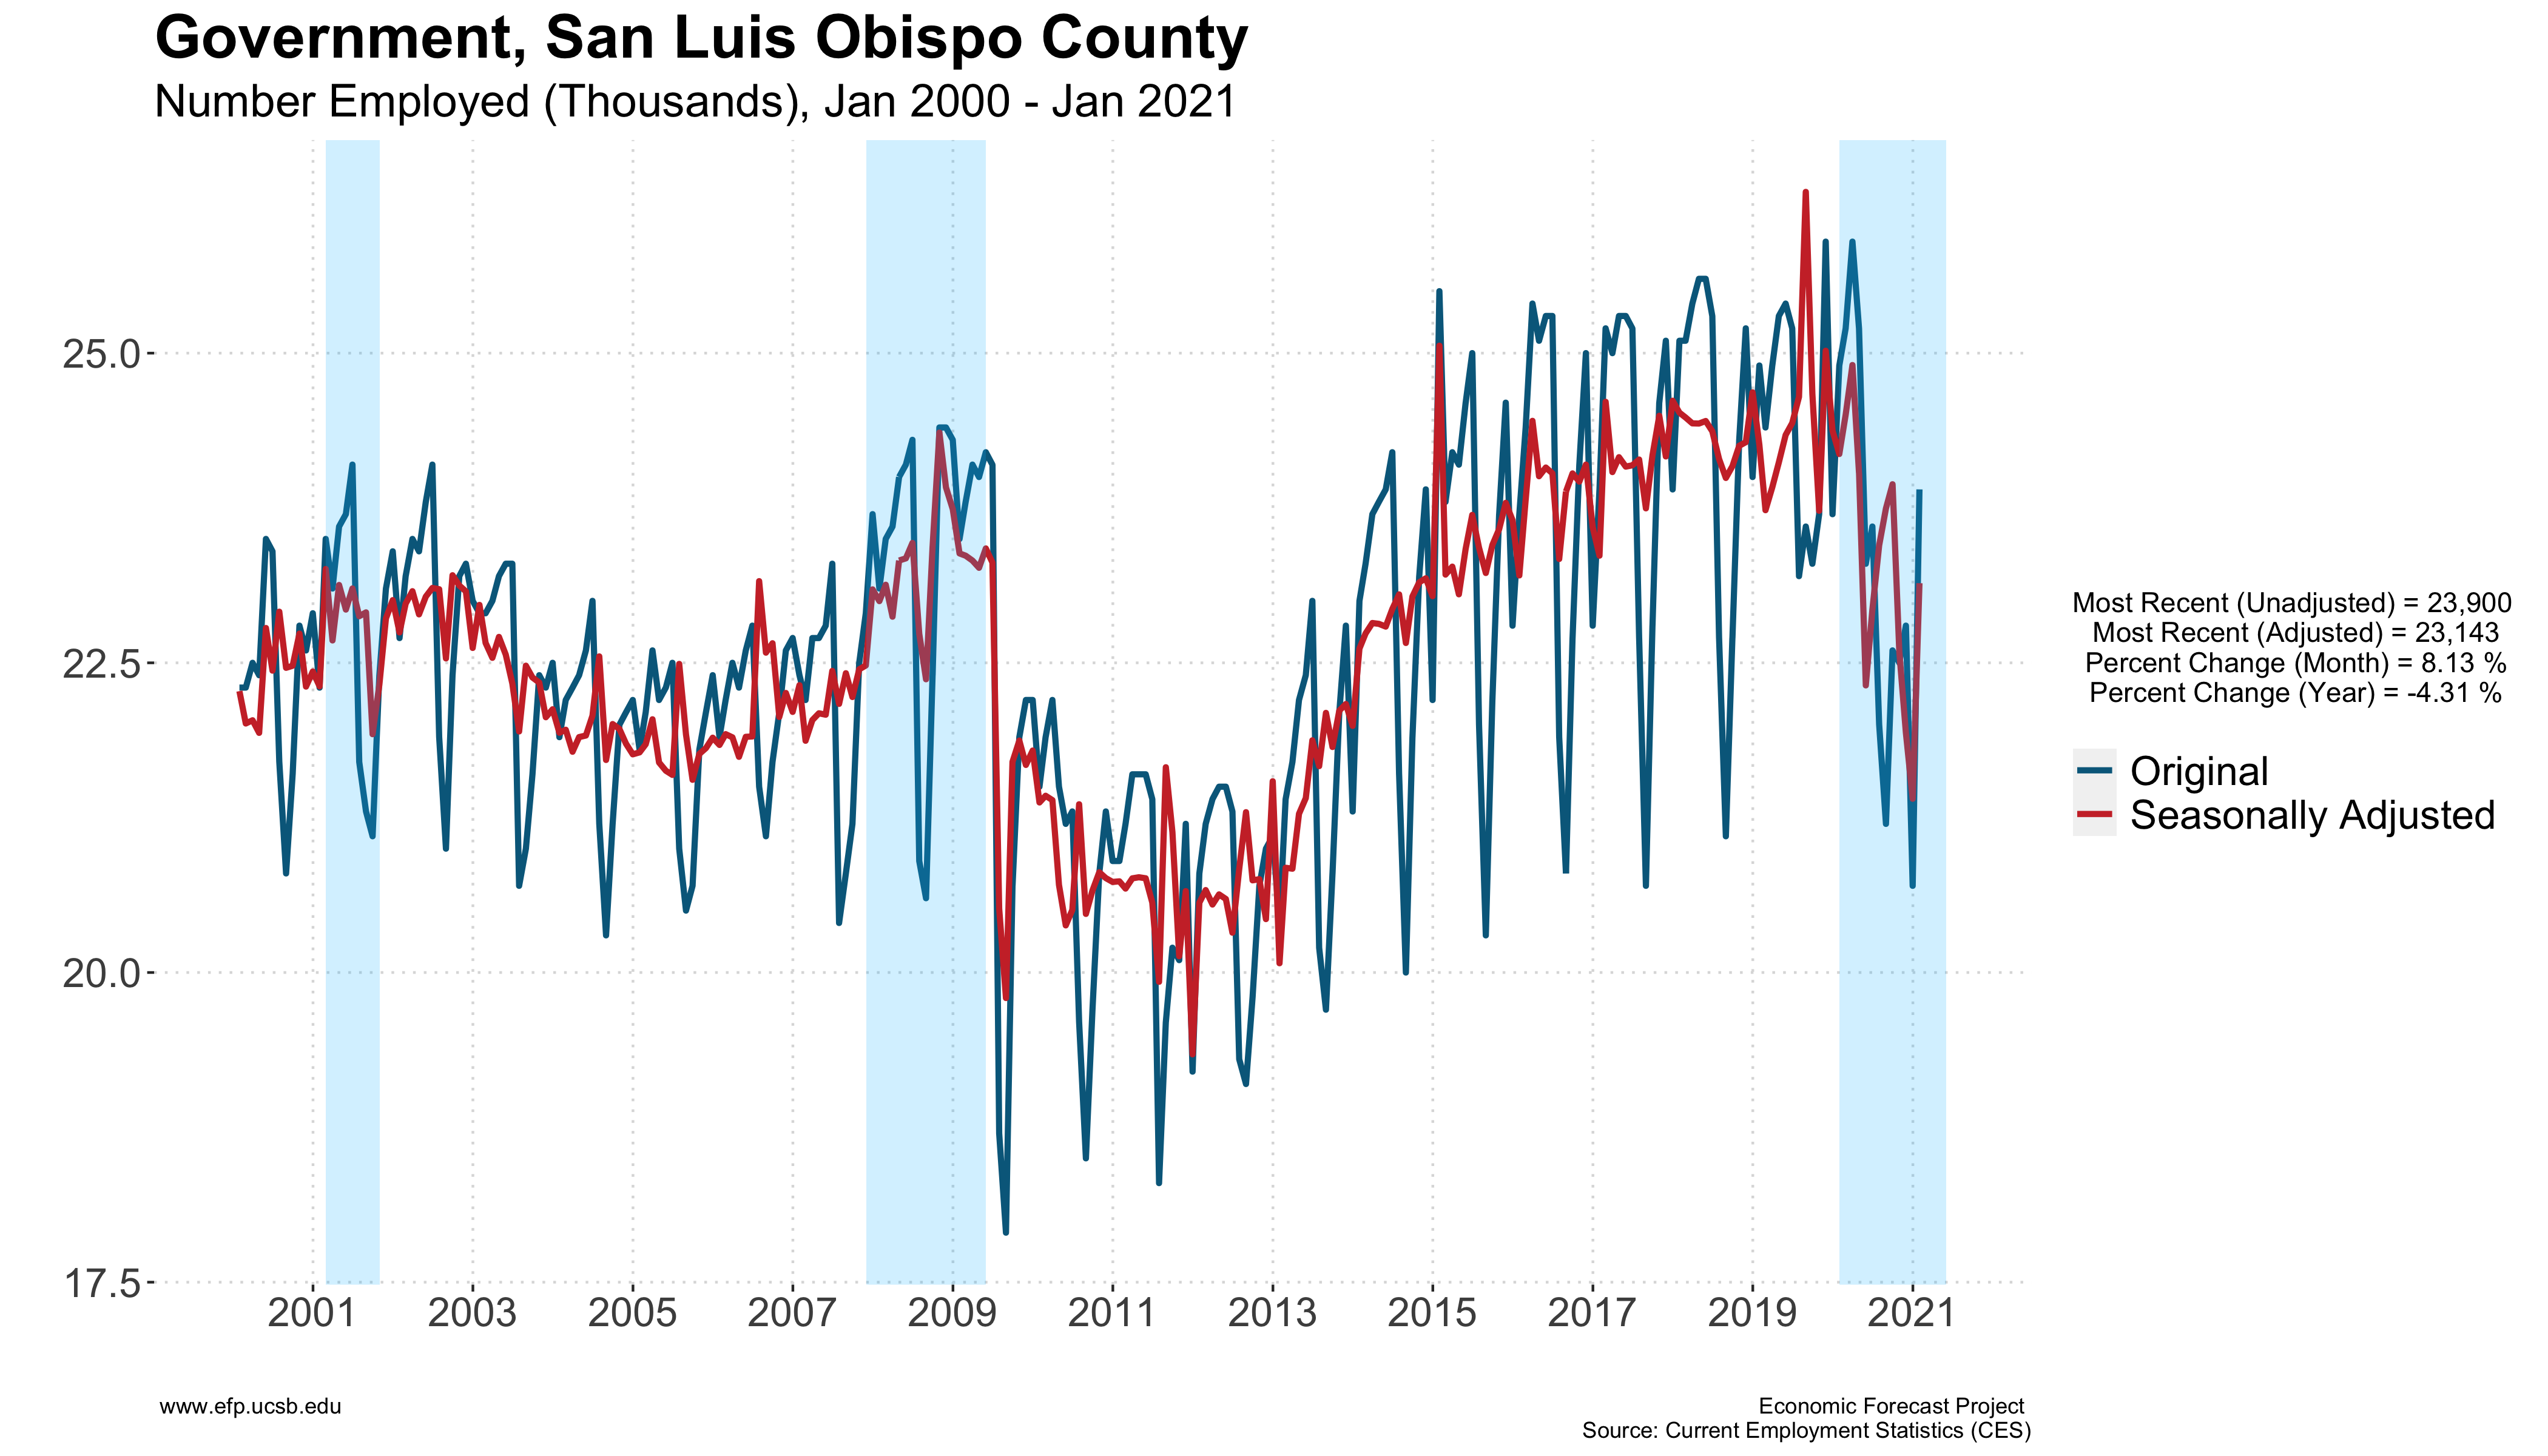 Government, San Luis Obispo County
Number Employed (Thousands), Jan 2000 - Jan 2021
25.0
22.5
20.0
17.5
2001 2003 2005 2007 2009 2011 2013 2015 2017 2019 2021
Most Recent (Unadjusted) = 23,900
Most Recent (Adjusted) = 23,143
Percent Change (Month) = 8.13 %
Percent Change (Year) = -4.31 %
Original
Seasonally Adjusted
www.efp.ucsb.edu
Economic Forecast Project
Source: Current Employment Statistics (CES)